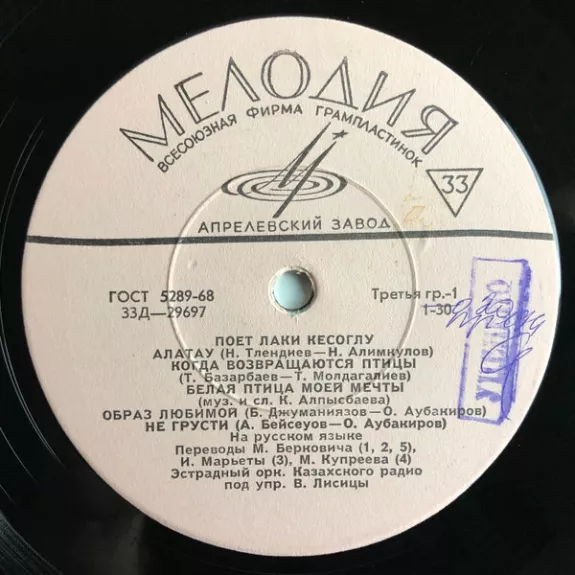 МЕЛОДИЯ
ВСЕСОЮЗНАЯ ФИРМА ГРАМПЛАСТИНОК
33
АПРЕЛЕВСКИЙ ЗАВОД
ГОСТ 5289-68
33Д—29697
Третья гр.-1
1-30
ПОЕТ ЛАКИ КЕСОГЛУ
АЛАТАУ (Н. Тлендиев—Н. Алимкулов)
КОГДА ВОЗВРАЩАЮТСЯ ПТИЦЫ
(Т. Базарбаев—Т. Молдагалиев)
БЕЛАЯ ПТИЦА МОЕЙ МЕЧТЫ
(муз. и сл. К. Алпысбаева)
ОБРАЗ ЛЮБИМОЙ (Б. Джуманиязов—О. Аубакиров)
НЕ ГРУСТИ (А. Бейсеуов—О. Аубакиров)
На русском языке
Переводы М. Берковича (1, 2, 5),
И. Марьеты (3), М. Купреева (4)
Эстрадный орк. Казахского радио
под упр. В. Лисицы